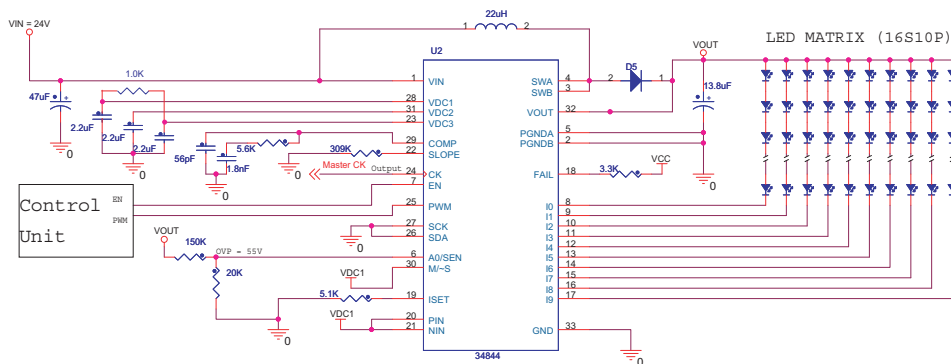 VIN = 24V
22uH
1
2
VOUT
LED MATRIX (16S10P)
U2
1.0K
47uF
0
2.2uF
2.2uF
2.2uF
0
1 VIN
28 VDC1
31 VDC2
23 VDC3
29 COMP
22 SLOPE
24 CK
7 EN
25 PWM
27 SCK
26 SDA
6 A0/SEN
30 M/~S
19 ISET
20 PIN
21 NIN
SWA 4
SWB 3
VOUT 32
PGNDA 5
PGNDB 2
FAIL 18
I0 8
I1 9
I2 10
I3 11
I4 12
I5 13
I6 14
I7 15
I8 16
I9 17
GND 33
34844
D5
2 1
13.8uF
0
3.3K
VCC
56pF
1.8nF
5.6K
309K
0
0
Master CK
Output
Control
Unit
EN
PWM
0
VOUT
150K
OVP = 55V
20K
VDC1
5.1K
VDC1
0
0